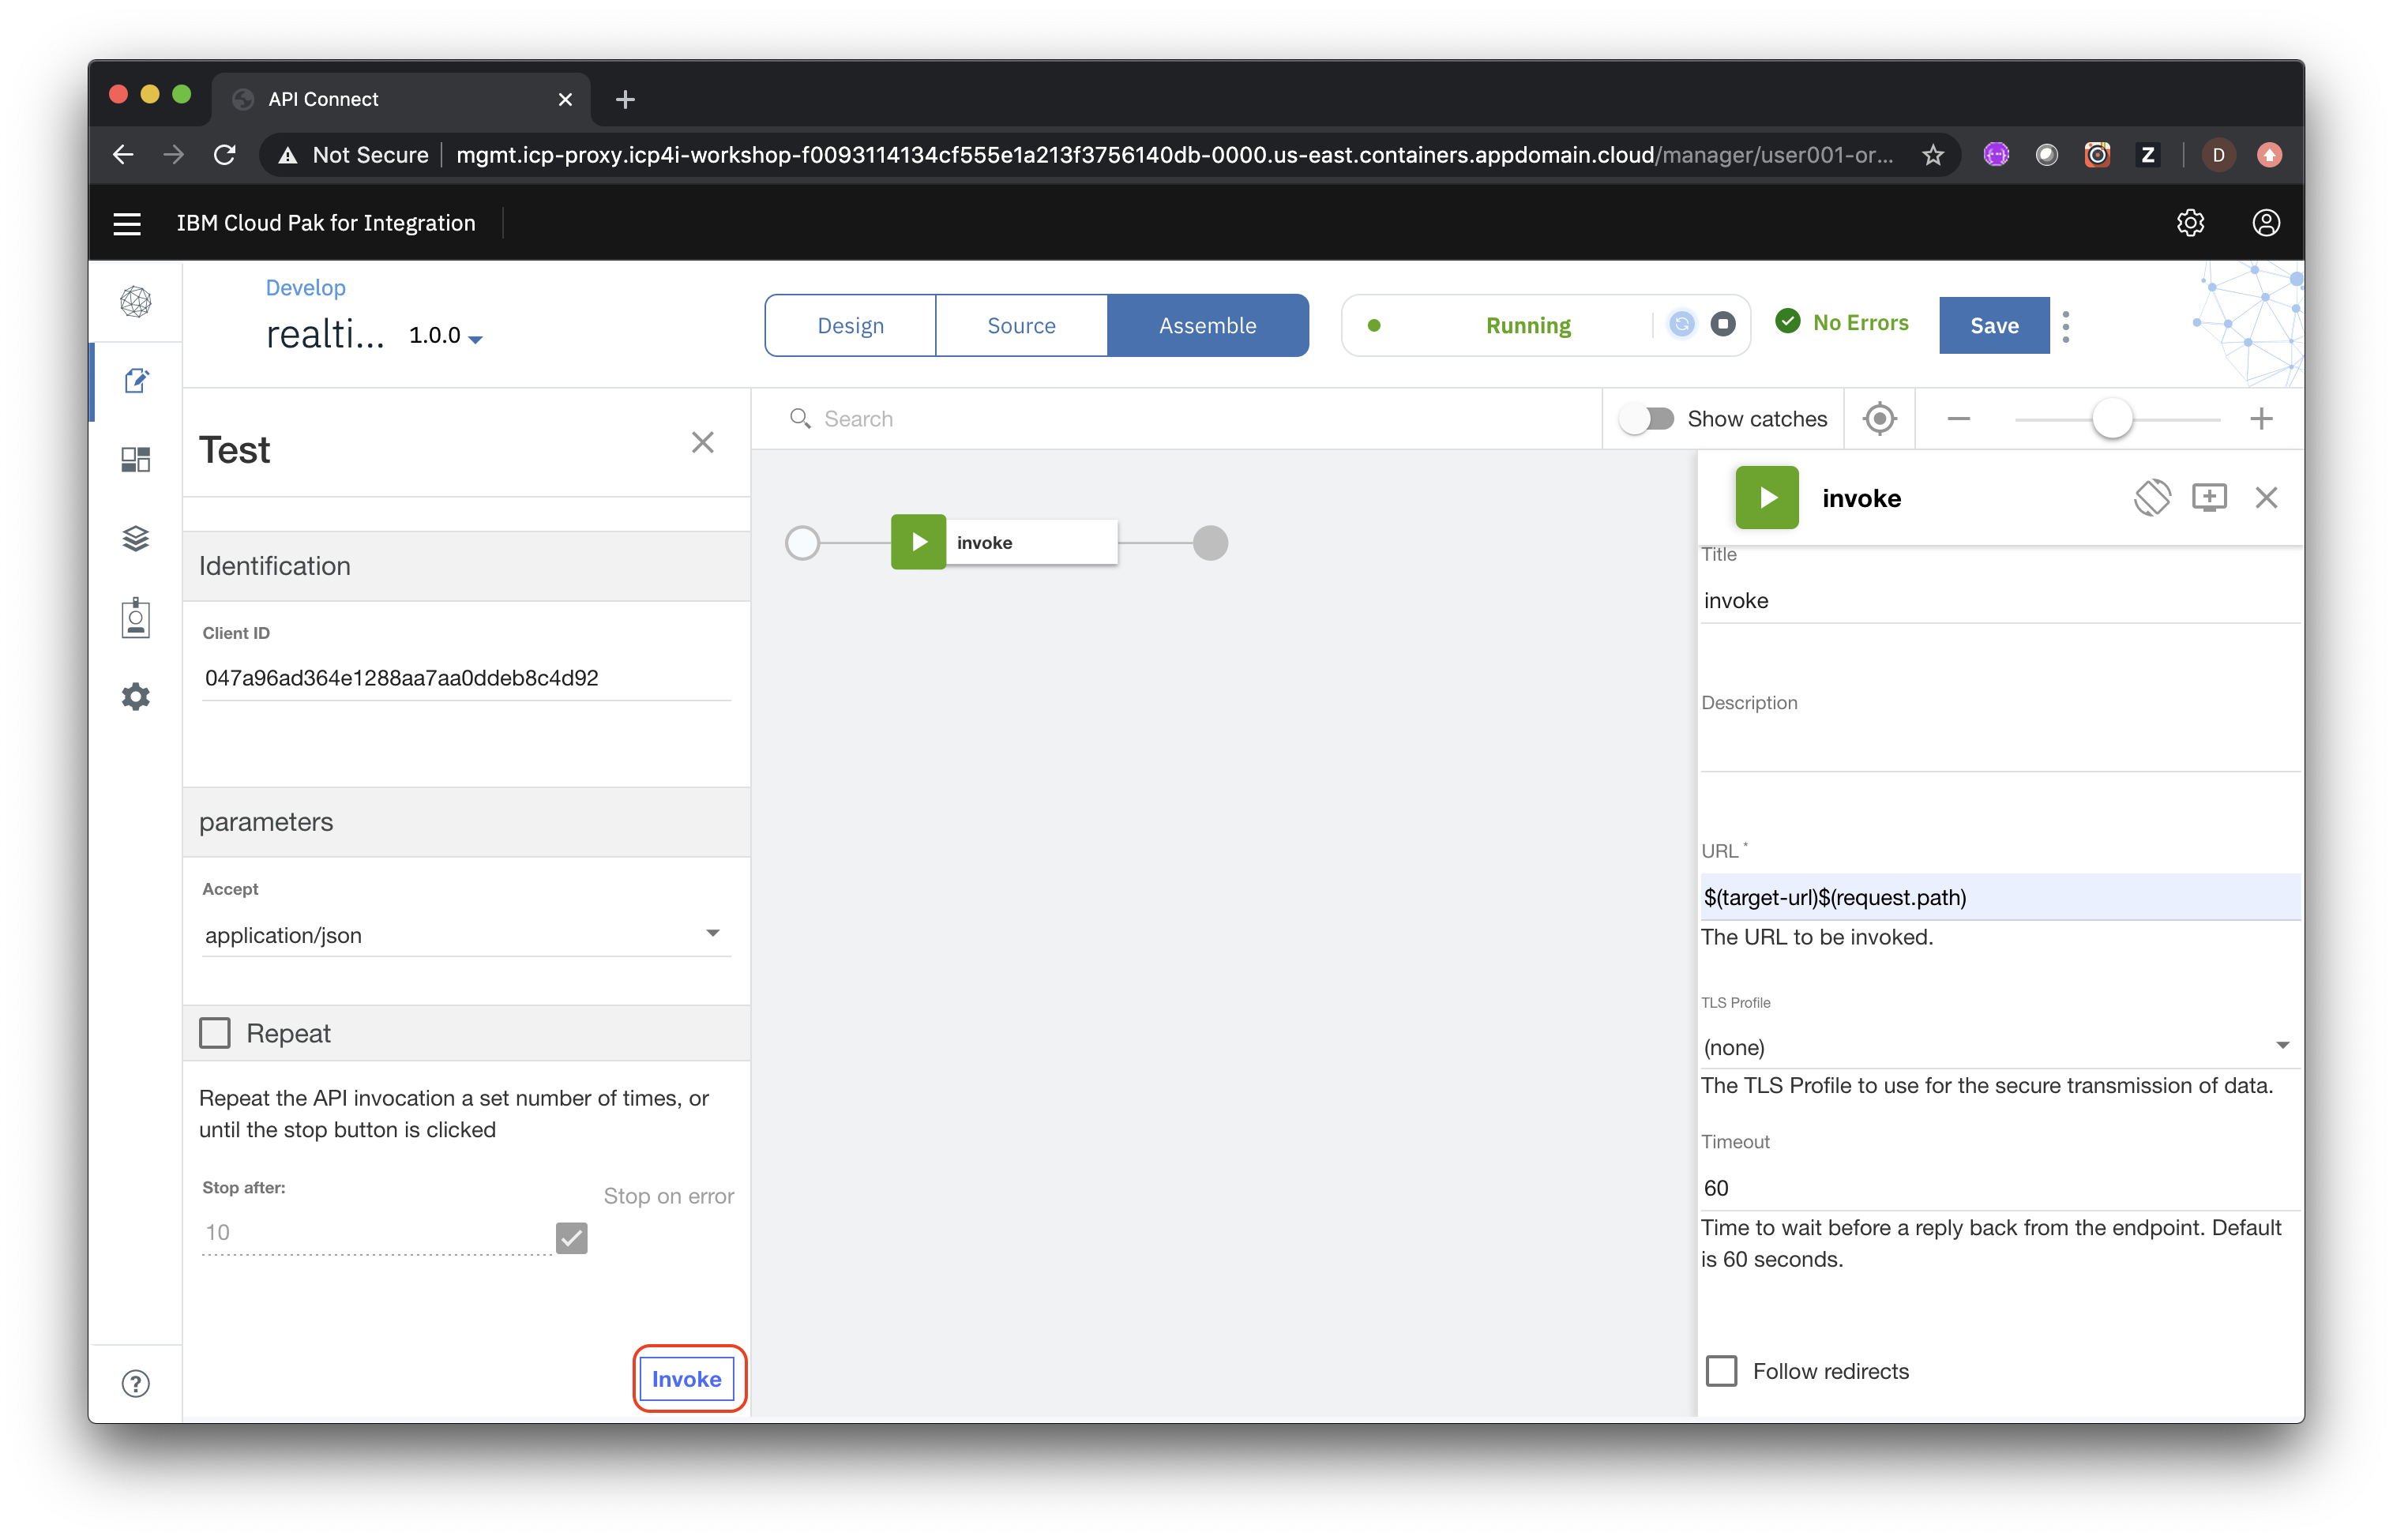 API Connect
Not Secure mgmt.icp-proxy.icp4i-workshop-f0093114134cf555e1a213f3756140db-0000.us-east.containers.appdomain.cloud/manager/user001-or...
Z
D
IBM Cloud Pak for Integration
Develop
realti... 1.0.0
Design
Source
Assemble
Running
No Errors
Save
Test
Search
Show catches
invoke
invoke
Identification
Client ID
047a96ad364e1288aa7aa0ddeb8c4d92
parameters
Accept
application/json
Repeat
Repeat the API invocation a set number of times, or
until the stop button is clicked
Stop after:
10
Stop on error
Invoke
Title
invoke
Description
URL *
$(target-url)$(request.path)
The URL to be invoked.
TLS Profile
(none)
The TLS Profile to use for the secure transmission of data.
Timeout
60
Time to wait before a reply back from the endpoint. Default
is 60 seconds.
Follow redirects
?